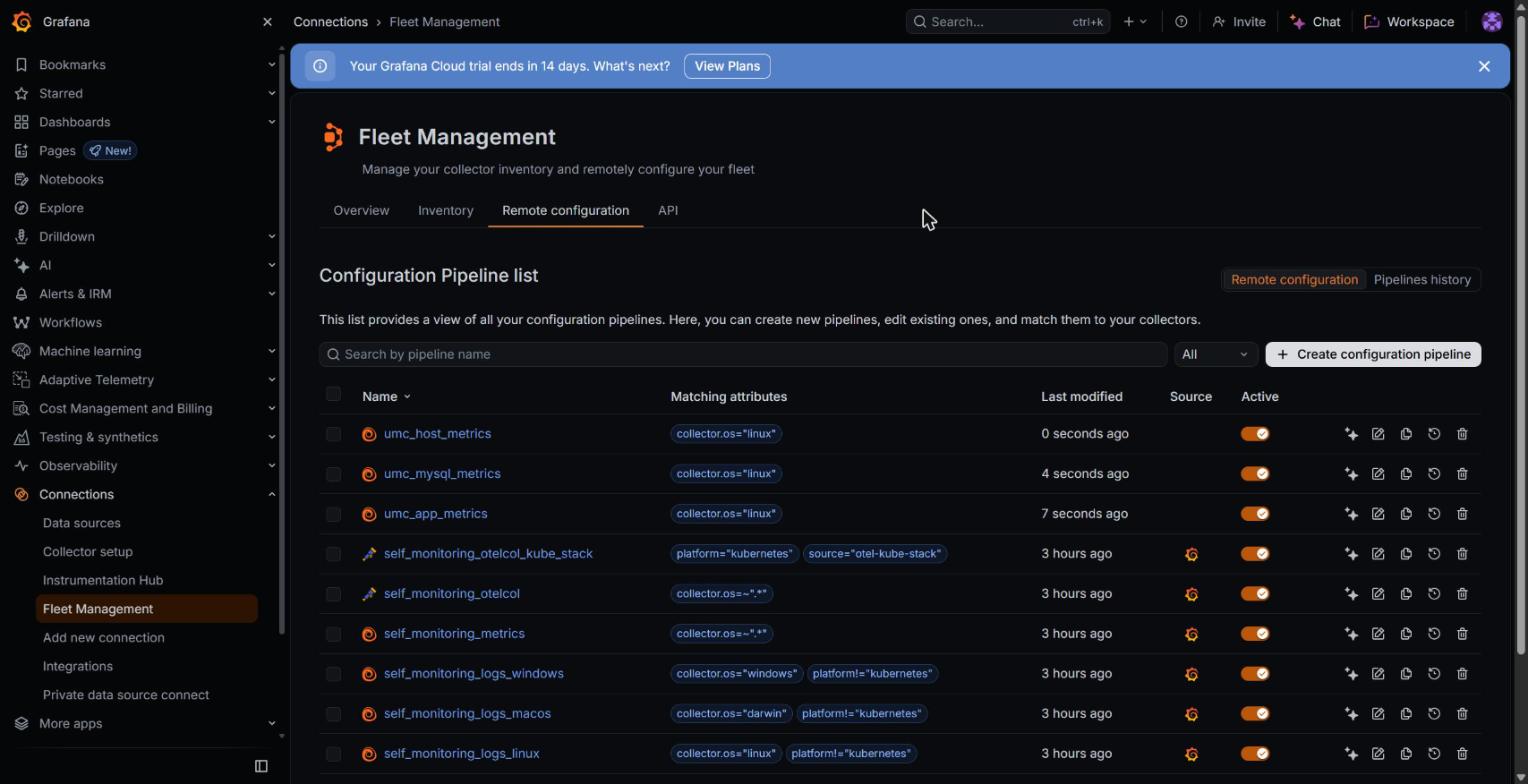 Grafana
Connections › Fleet Management
Search... ctrl+k
Invite
Chat
Workspace
Bookmarks
Starred
Dashboards
Pages New!
Notebooks
Explore
Drilldown
AI
Alerts & IRM
Workflows
Machine learning
Adaptive Telemetry
Cost Management and Billing
Testing & synthetics
Observability
Connections
Data sources
Collector setup
Instrumentation Hub
Fleet Management
Add new connection
Integrations
Private data source connect
More apps
Your Grafana Cloud trial ends in 14 days. What's next? View Plans
Fleet Management
Manage your collector inventory and remotely configure your fleet
Overview Inventory Remote configuration API
Configuration Pipeline list
Remote configuration Pipelines history
This list provides a view of all your configuration pipelines. Here, you can create new pipelines, edit existing ones, and match them to your collectors.
Search by pipeline name All + Create configuration pipeline
Name Matching attributes Last modified Source Active
umc_host_metrics collector.os="linux" 0 seconds ago
umc_mysql_metrics collector.os="linux" 4 seconds ago
umc_app_metrics collector.os="linux" 7 seconds ago
self_monitoring_otelcol_kube_stack platform="kubernetes" source="otel-kube-stack" 3 hours ago
self_monitoring_otelcol collector.os=~".*" 3 hours ago
self_monitoring_metrics collector.os=~".*" 3 hours ago
self_monitoring_logs_windows collector.os="windows" platform!="kubernetes" 3 hours ago
self_monitoring_logs_macos collector.os="darwin" platform!="kubernetes" 3 hours ago
self_monitoring_logs_linux collector.os="linux" platform!="kubernetes" 3 hours ago